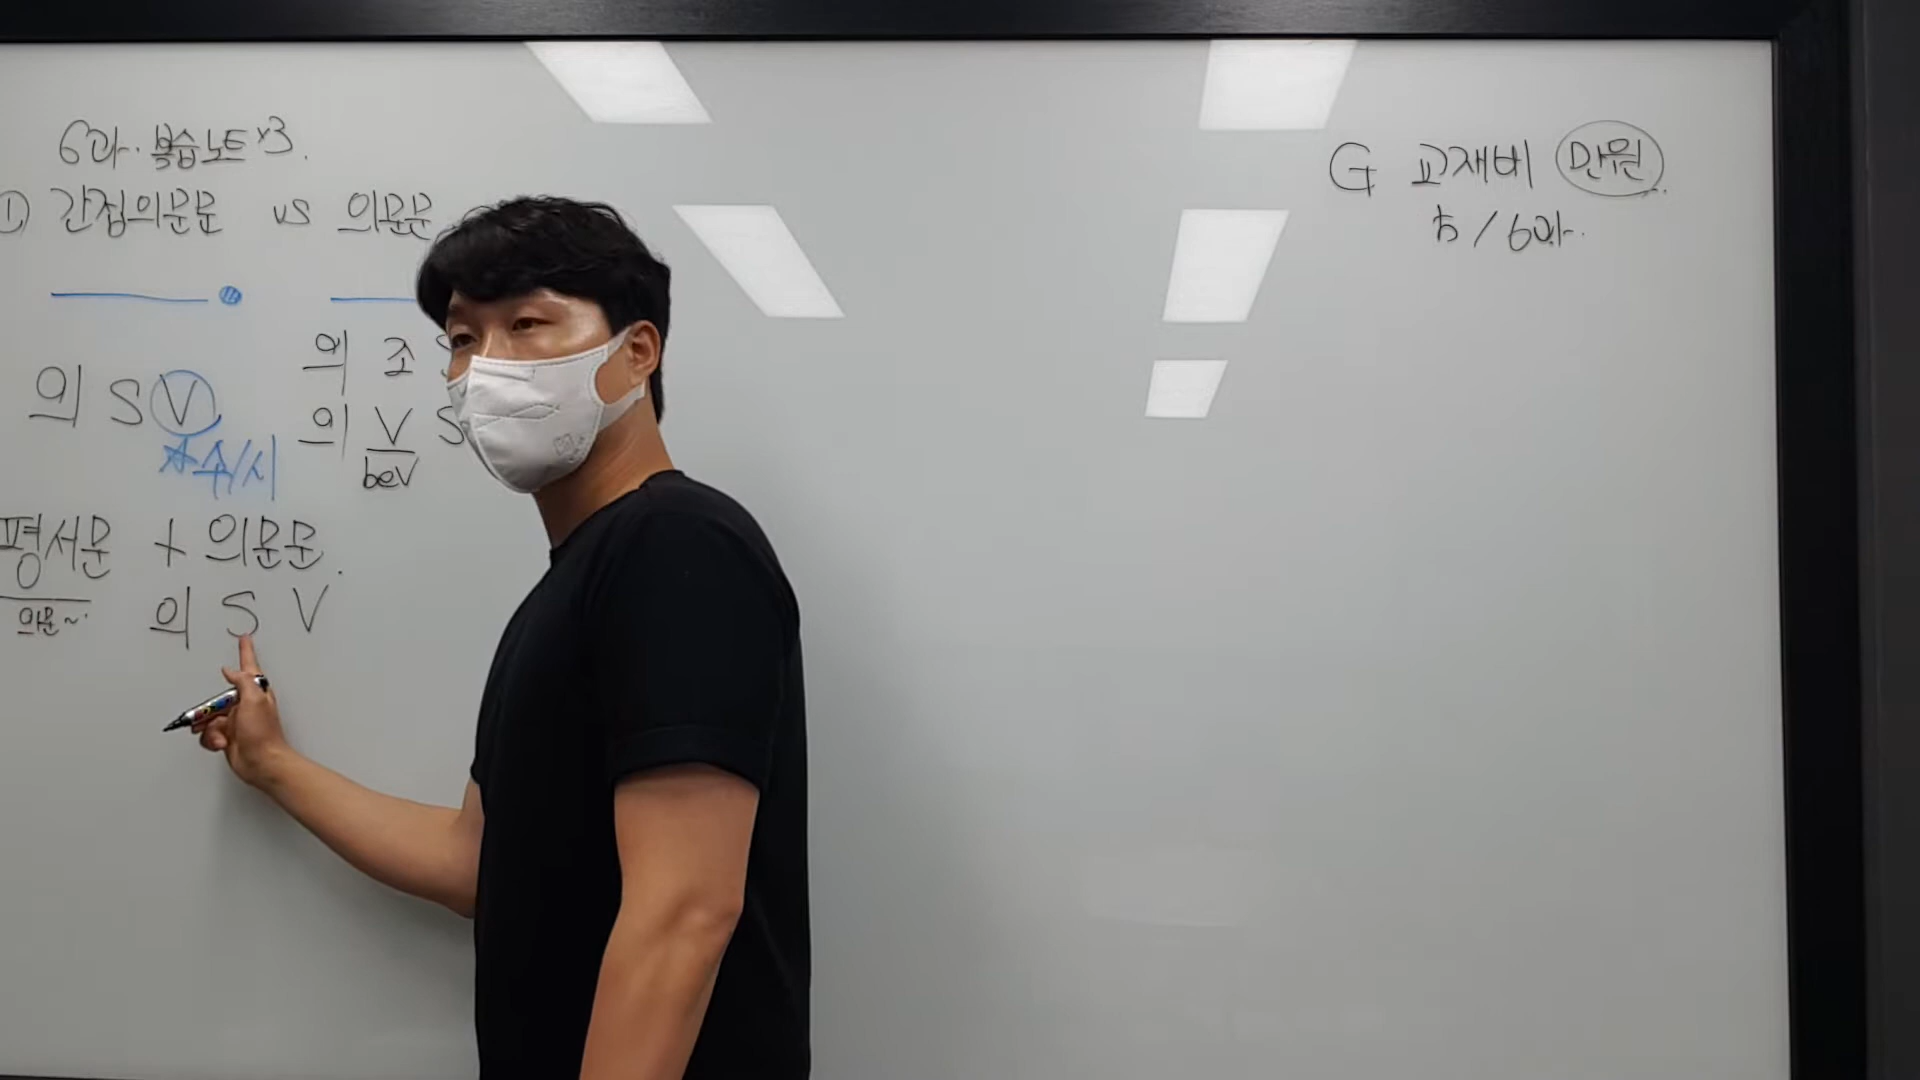 6과. 복습노트 x3.
① 간접의문문 vs 의문문
의 S V
★수/시
의 조 S
의 V S
beV
평서문 + 의문문.
의문~.
의 S V
G 교재비 만원..
5/6과.